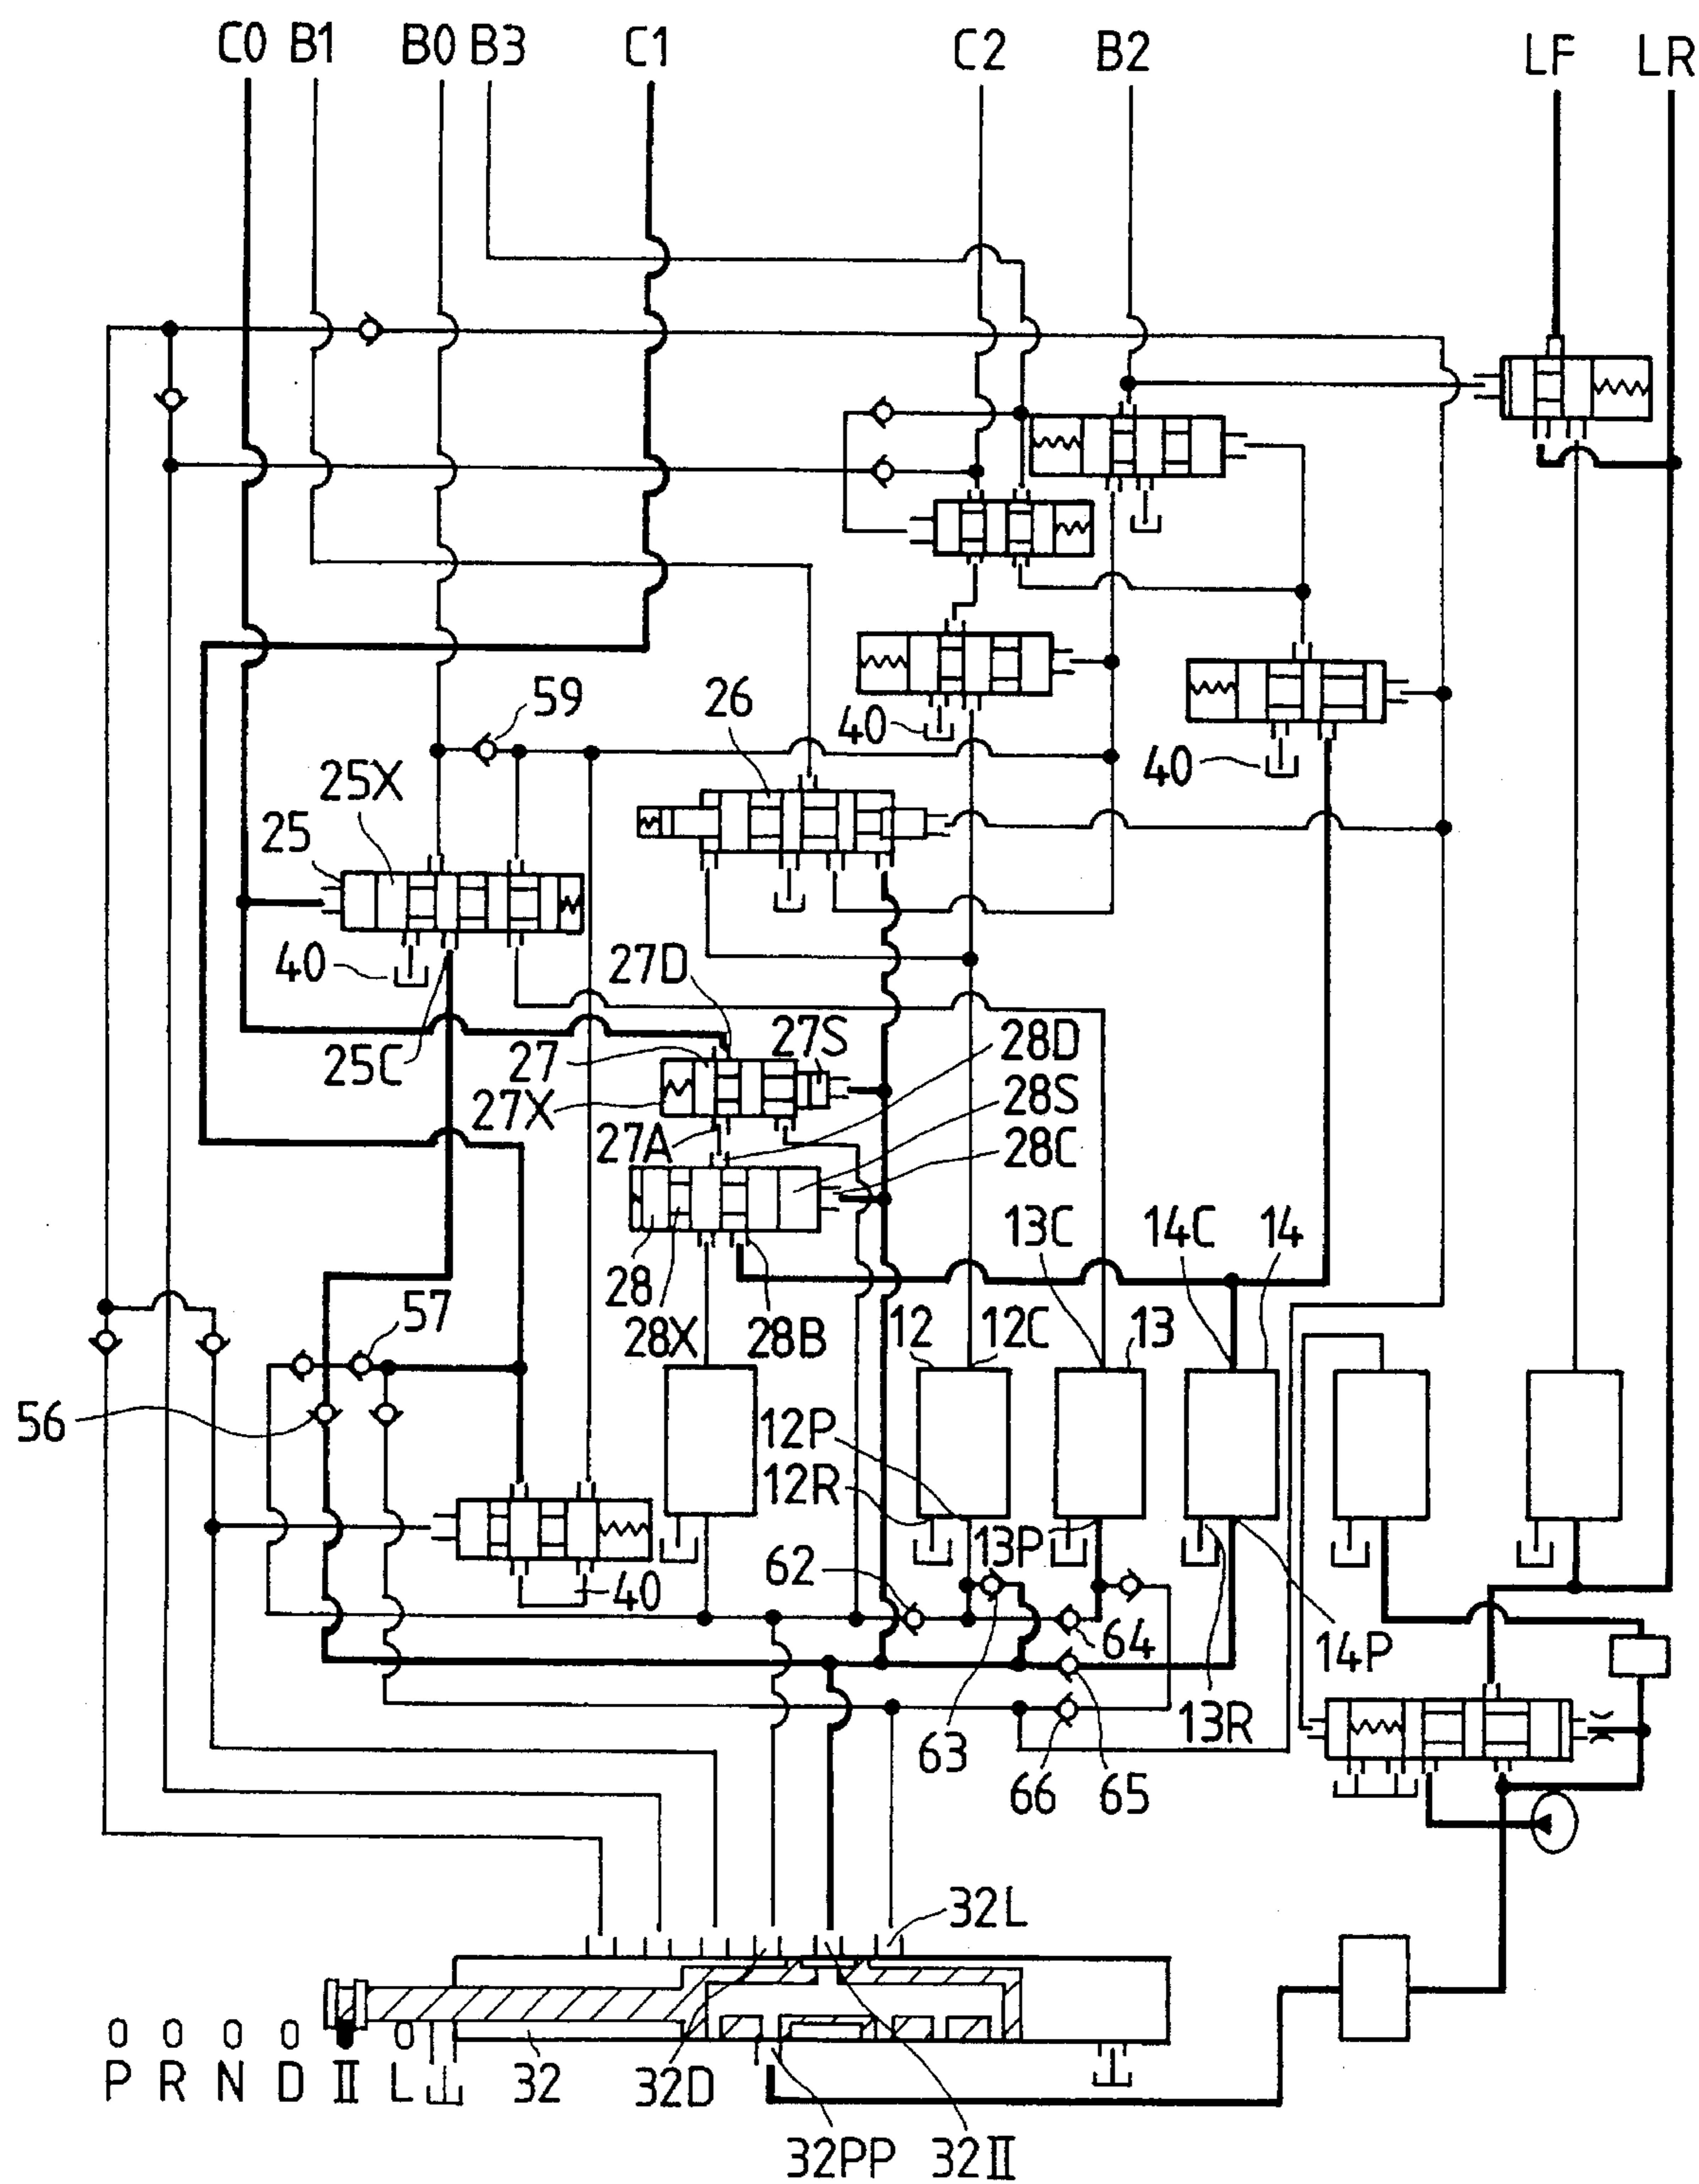 C0 B1 B0 B3 C1 C2 B2 LF LR
59
26
40
40
25X
25
40
27D
25C
27
27S
28D
27X
28S
27A
28C
13C
14C
14
57
28
28X
28B
12
12C
13
56
12P
12R
13P
62
40
64
14P
63
13R
66
65
32L
P R N D II L
32
32D
32PP
32II